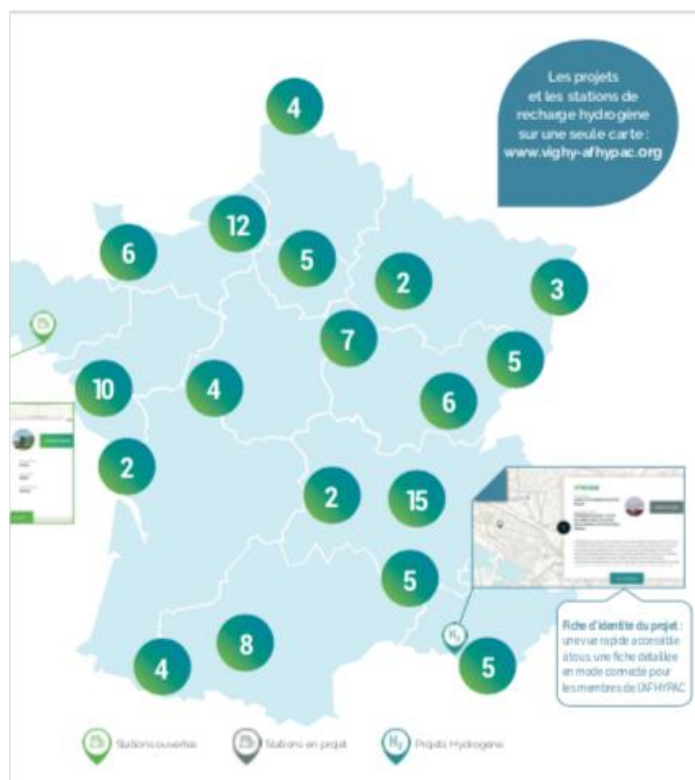 Les projets
et les stations de
recharge hydrogène
sur une seule carte :
www.vighy-afhypac.org
4
12
6
5
2
3
7
5
10
4
6
2
2
15
5
8
4
5
H₂
Fiche d'identité du projet :
une vue rapide accessible
à tous, une fiche détaillée
en mode connecté pour
les membres de l'AFHYPAC
Stations ouvertes
Stations en projet
H₂ Projets Hydrogène